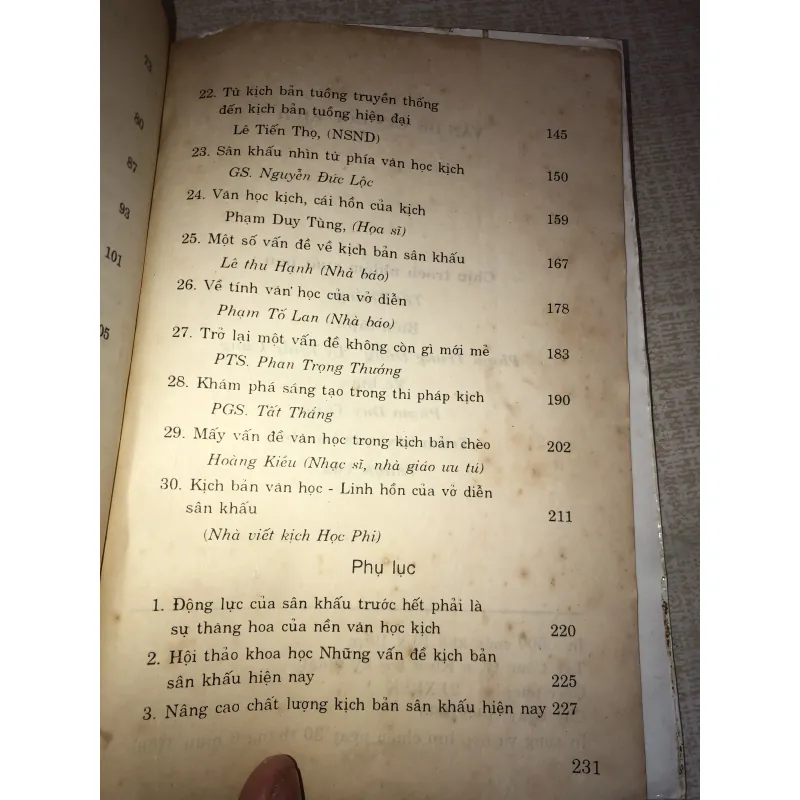 73
80
87
93
101
05
22. Từ kịch bản tuồng truyền thống
đến kịch bản tuồng hiện đại
Lê Tiến Thọ, (NSND) 145
23. Sân khấu nhìn từ phía văn học kịch
GS. Nguyễn Đức Lộc 150
24. Văn học kịch, cái hồn của kịch
Phạm Duy Tùng, (Họa sĩ) 159
25. Một số vấn đề về kịch bản sân khấu
Lê thu Hạnh (Nhà báo) 167
26. Về tính văn học của vở diễn
Phạm Tố Lan (Nhà báo) 178
27. Trở lại một vấn đề không còn gì mới mẻ
PTS. Phan Trọng Thưởng 183
28. Khám phá sáng tạo trong thi pháp kịch
PGS. Tất Thắng 190
29. Mấy vấn đề văn học trong kịch bản chèo
Hoàng Kiều (Nhạc sĩ, nhà giáo ưu tú) 202
30. Kịch bản văn học - Linh hồn của vở diễn
sân khấu 211
(Nhà viết kịch Học Phi)
Phụ lục
1. Động lực của sân khấu trước hết phải là
sự thăng hoa của nền văn học kịch 220
2. Hội thảo khoa học Những vấn đề kịch bản
sân khấu hiện nay 225
3. Nâng cao chất lượng kịch bản sân khấu hiện nay 227
231